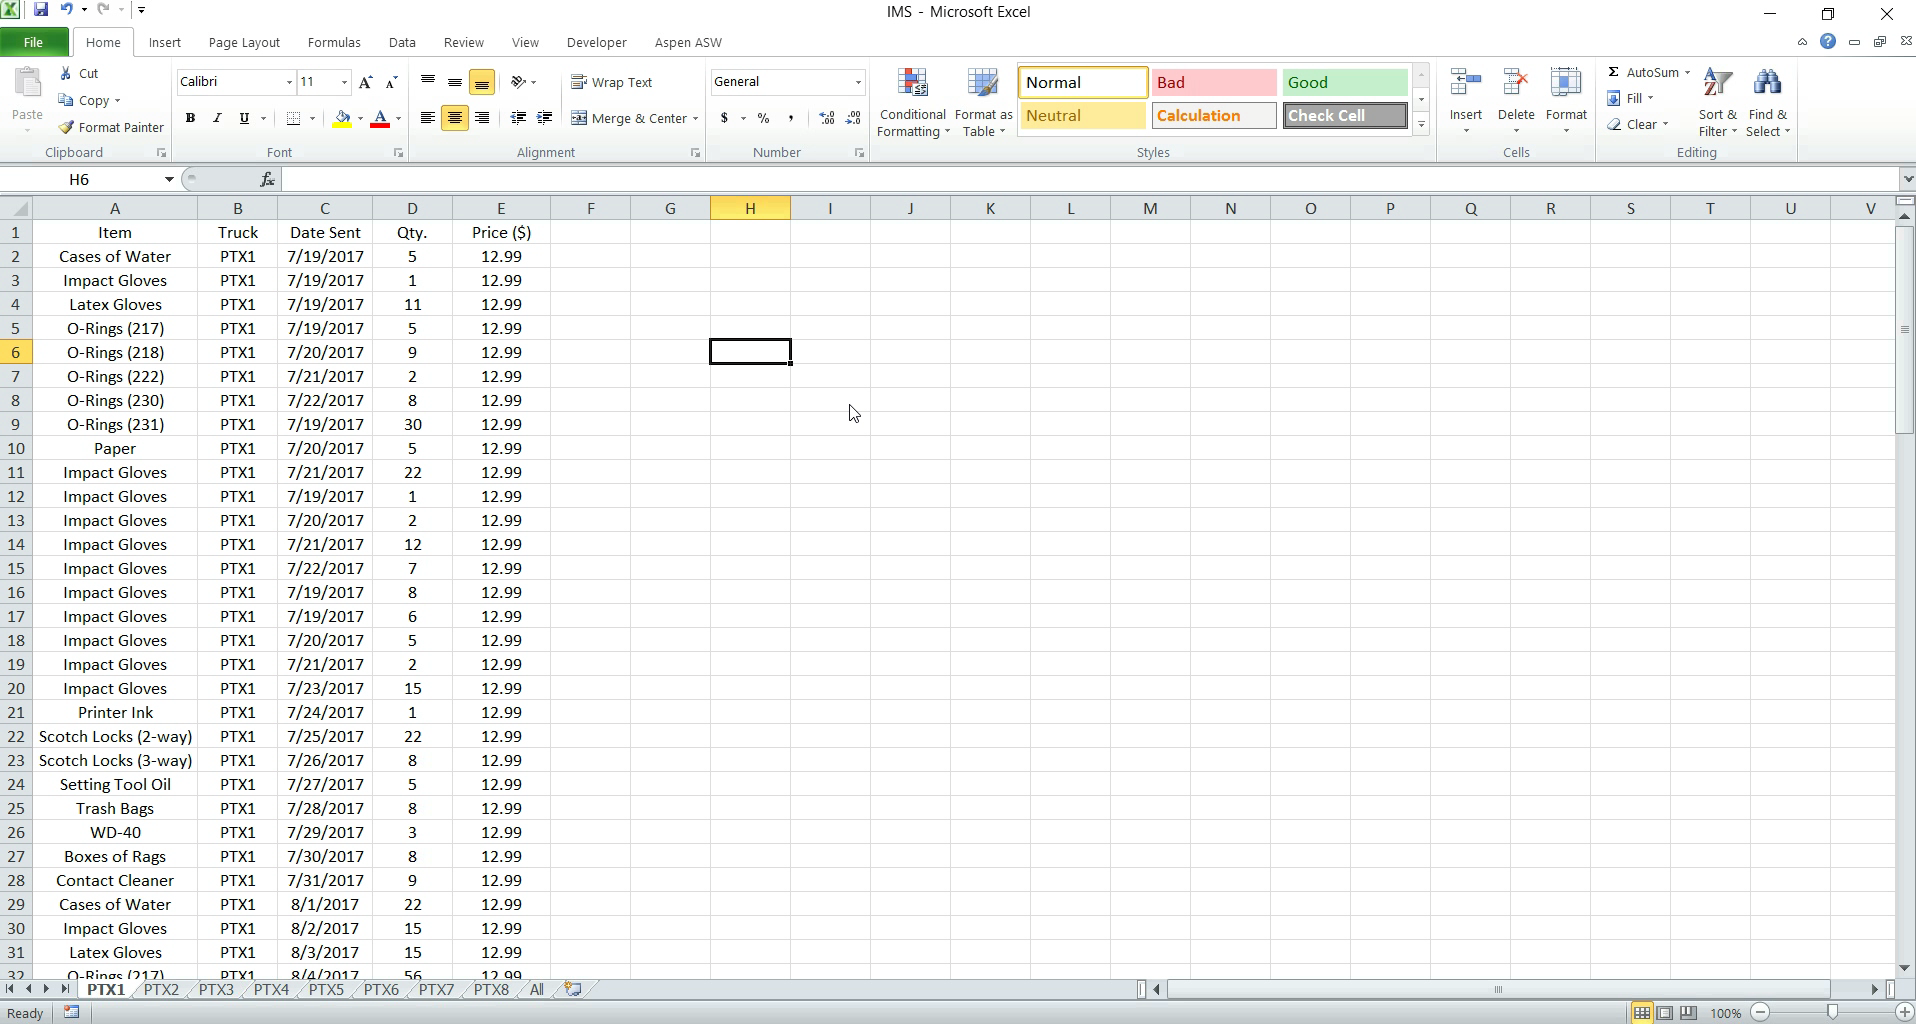 IMS - Microsoft Excel
File Home Insert Page Layout Formulas Data Review View Developer Aspen ASW
Paste
Cut
Copy
Format Painter
Clipboard
Calibri 11
B I U
Font
Wrap Text
Merge & Center
Alignment
General
$ % ,
Number
Conditional Formatting
Format as Table
Normal Bad Good
Neutral Calculation Check Cell
Styles
Insert Delete Format
Cells
Σ AutoSum
Fill
Clear
Sort & Filter
Find & Select
Editing
H6 fx
A B C D E F G H I J K L M N O P Q R S T U V
1 Item Truck Date Sent Qty. Price ($)
2 Cases of Water PTX1 7/19/2017 5 12.99
3 Impact Gloves PTX1 7/19/2017 1 12.99
4 Latex Gloves PTX1 7/19/2017 11 12.99
5 O-Rings (217) PTX1 7/19/2017 5 12.99
6 O-Rings (218) PTX1 7/20/2017 9 12.99
7 O-Rings (222) PTX1 7/21/2017 2 12.99
8 O-Rings (230) PTX1 7/22/2017 8 12.99
9 O-Rings (231) PTX1 7/19/2017 30 12.99
10 Paper PTX1 7/20/2017 5 12.99
11 Impact Gloves PTX1 7/21/2017 22 12.99
12 Impact Gloves PTX1 7/19/2017 1 12.99
13 Impact Gloves PTX1 7/20/2017 2 12.99
14 Impact Gloves PTX1 7/21/2017 12 12.99
15 Impact Gloves PTX1 7/22/2017 7 12.99
16 Impact Gloves PTX1 7/19/2017 8 12.99
17 Impact Gloves PTX1 7/19/2017 6 12.99
18 Impact Gloves PTX1 7/20/2017 5 12.99
19 Impact Gloves PTX1 7/21/2017 2 12.99
20 Impact Gloves PTX1 7/23/2017 15 12.99
21 Printer Ink PTX1 7/24/2017 1 12.99
22 Scotch Locks (2-way) PTX1 7/25/2017 22 12.99
23 Scotch Locks (3-way) PTX1 7/26/2017 8 12.99
24 Setting Tool Oil PTX1 7/27/2017 5 12.99
25 Trash Bags PTX1 7/28/2017 8 12.99
26 WD-40 PTX1 7/29/2017 3 12.99
27 Boxes of Rags PTX1 7/30/2017 8 12.99
28 Contact Cleaner PTX1 7/31/2017 9 12.99
29 Cases of Water PTX1 8/1/2017 22 12.99
30 Impact Gloves PTX1 8/2/2017 15 12.99
31 Latex Gloves PTX1 8/3/2017 15 12.99
32 O-Rings (217) PTX1 8/4/2017 56 12.99
PTX1 PTX2 PTX3 PTX4 PTX5 PTX6 PTX7 PTX8 All
Ready 100%